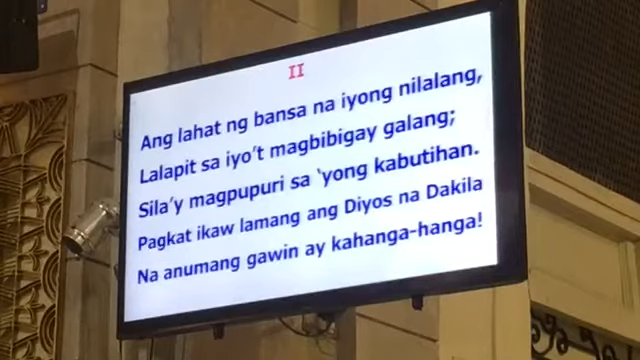 II
Ang lahat ng bansa na iyong nilalang,
Lalapit sa iyo't magbibigay galang;
Sila'y magpupuri sa 'yong kabutihan.
Pagkat ikaw lamang ang Diyos na Dakila
Na anumang gawin ay kahanga-hanga!